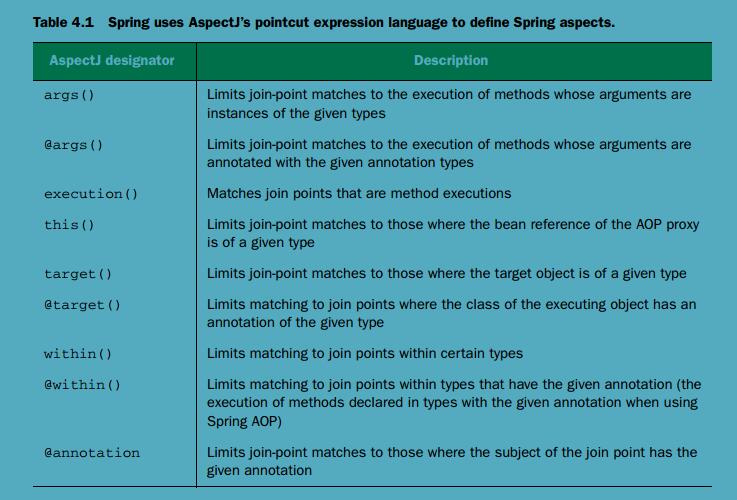 Table 4.1 Spring uses AspectJ's pointcut expression language to define Spring aspects.
AspectJ designator Description
args() Limits join-point matches to the execution of methods whose arguments are
instances of the given types
@args() Limits join-point matches to the execution of methods whose arguments are
annotated with the given annotation types
execution() Matches join points that are method executions
this() Limits join-point matches to those where the bean reference of the AOP proxy
is of a given type
target() Limits join-point matches to those where the target object is of a given type
@target() Limits matching to join points where the class of the executing object has an
annotation of the given type
within() Limits matching to join points within certain types
@within() Limits matching to join points within types that have the given annotation (the
execution of methods declared in types with the given annotation when using
Spring AOP)
@annotation Limits join-point matches to those where the subject of the join point has the
given annotation